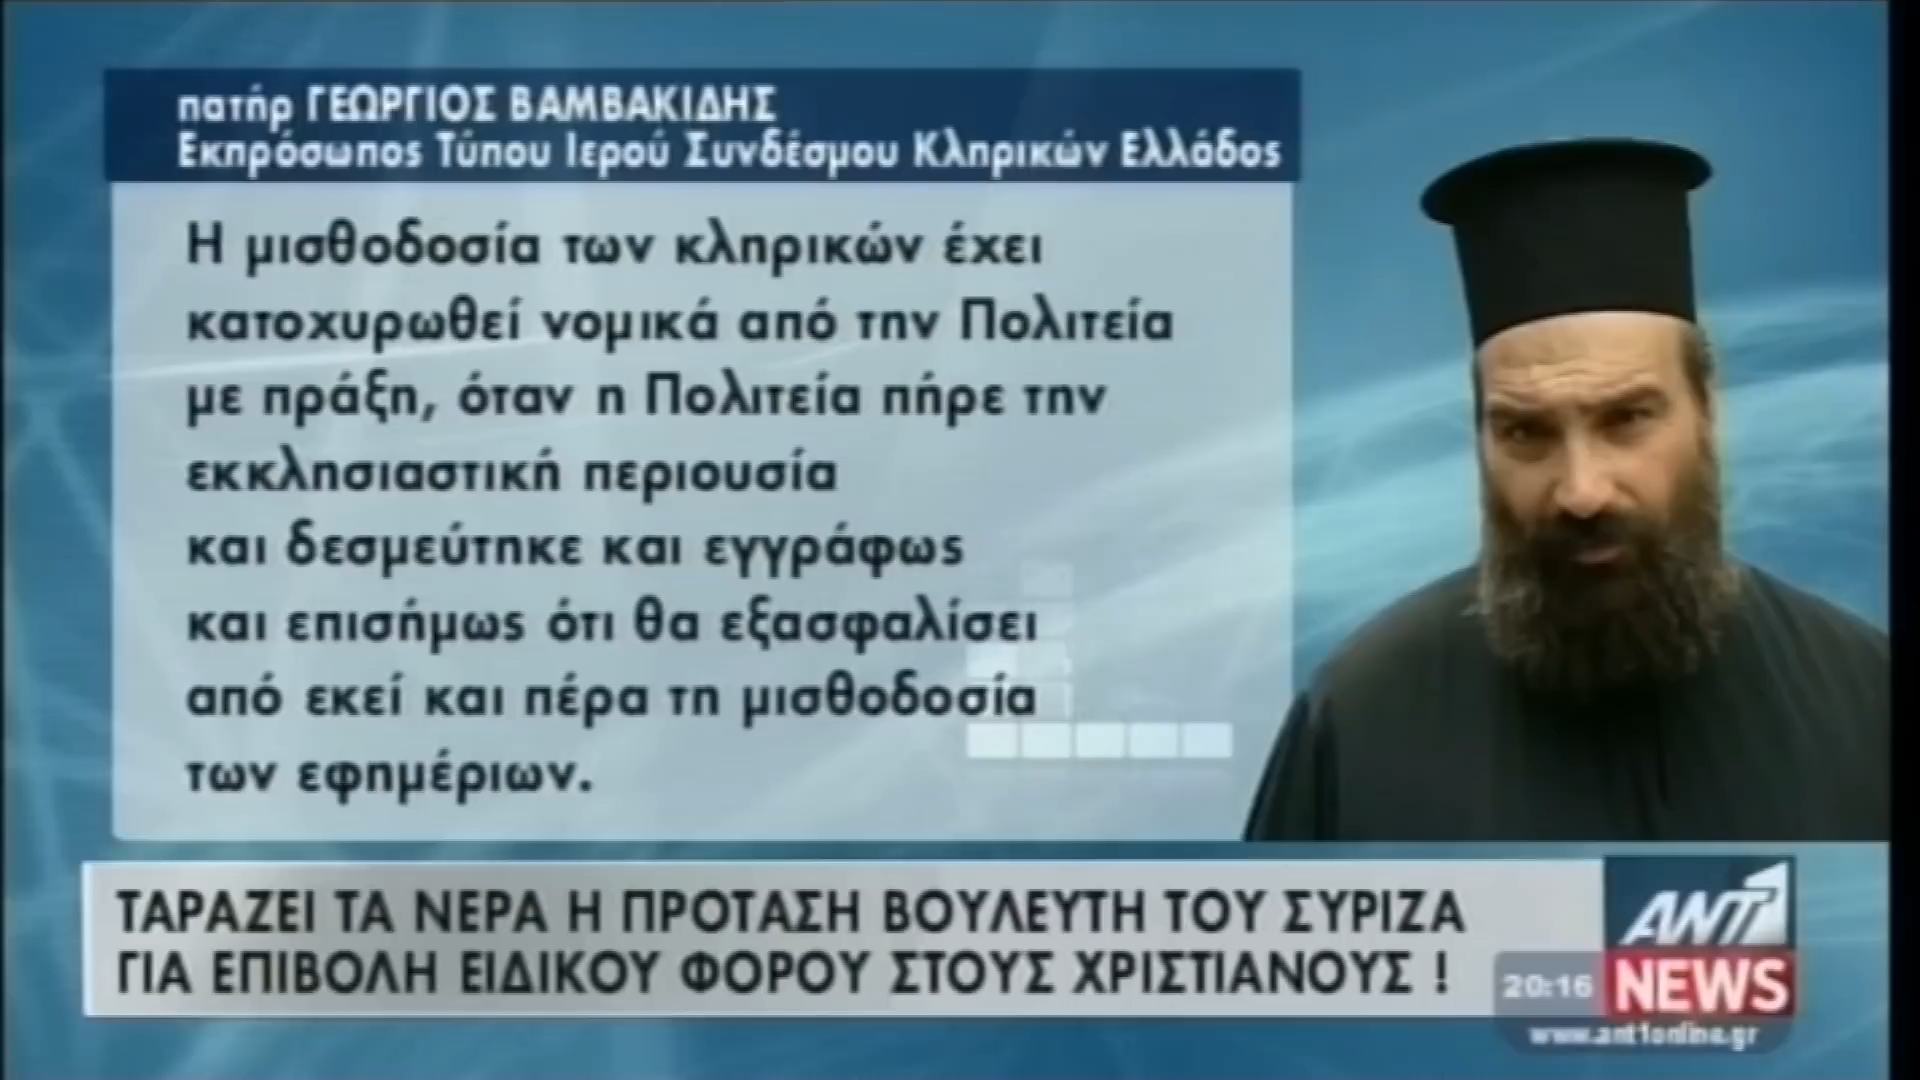 πατήρ ΓΕΩΡΓΙΟΣ ΒΑΜΒΑΚΙΔΗΣ
Εκπρόσωπος Τύπου Ιερού Συνδέσμου Κληρικών Ελλάδος
Η μισθοδοσία των κληρικών έχει
κατοχυρωθεί νομικά από την Πολιτεία
με πράξη, όταν η Πολιτεία πήρε την
εκκλησιαστική περιουσία
και δεσμεύτηκε και εγγράφως
και επισήμως ότι θα εξασφαλίσει
από εκεί και πέρα τη μισθοδοσία
των εφημέριων.
ΤΑΡΑΖΕΙ ΤΑ ΝΕΡΑ Η ΠΡΟΤΑΣΗ ΒΟΥΛΕΥΤΗ ΤΟΥ ΣΥΡΙΖΑ
ΓΙΑ ΕΠΙΒΟΛΗ ΕΙΔΙΚΟΥ ΦΟΡΟΥ ΣΤΟΥΣ ΧΡΙΣΤΙΑΝΟΥΣ !
ANT1
20:16 NEWS
www.ant1online.gr